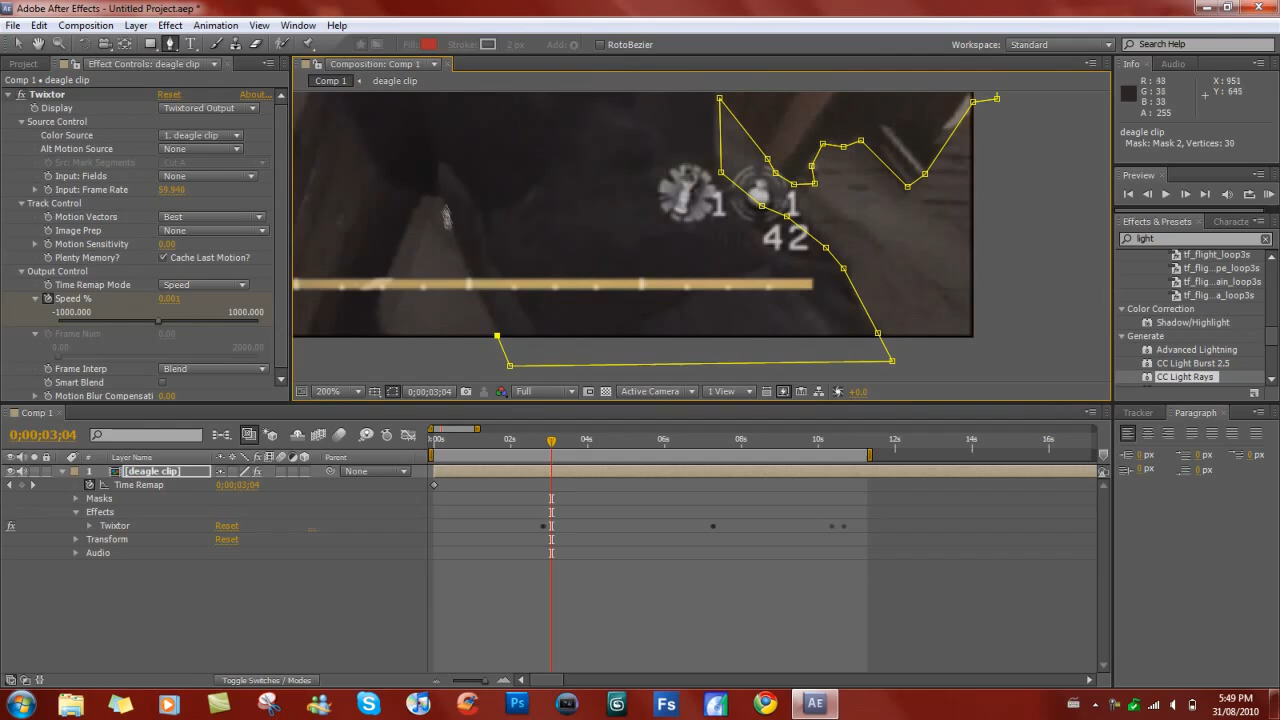 Adobe After Effects - Untitled Project.aep *
File Edit Composition Layer Effect Animation View Window Help
Fill: Stroke: 2 px Add: RotoBezier Workspace: Standard Search Help
Project Effect Controls: deagle clip
Comp 1 • deagle clip
Twixtor Reset About...
Display Twixtored Output
Source Control
Color Source 1. deagle clip
Alt Motion Source None
Src: Mark Segments Cut A
Input: Fields None
Input: Frame Rate 59.940
Track Control
Motion Vectors Best
Image Prep None
Motion Sensitivity 0.00
Plenty Memory? Cache Last Motion?
Output Control
Time Remap Mode Speed
Speed % 0.001
-1000.000 1000.000
Frame Num 0.00
0.00 2000.00
Frame Interp Blend
Smart Blend
Motion Blur Compensati 0.00
Composition: Comp 1
Comp 1 deagle clip
1 1
42
200% 0;00;03;04 Full Active Camera 1 View +0.0
Info Audio
R: X: 951
G: Y: 645
B:
A: 255
deagle clip
Mask: Mask 2, Vertices: 30
Preview
Effects & Presets Characte
light
tf_flight_loop3s
tf_flig...pe_loop3s
tf_flig...ain_loop3s
tf_flig...a_loop3s
Color Correction
Shadow/Highlight
Generate
Advanced Lightning
CC Light Burst 2.5
CC Light Rays
Comp 1
0;00;03;04
# Layer Name Parent
1 [deagle clip] None
Time Remap 0;00;03;04
Masks
Effects
Twixtor Reset ...
Transform Reset
Audio
:00s 02s 04s 06s 08s 10s 12s 14s 16s
Toggle Switches / Modes
Tracker Paragraph
0 px 0 px 0 px
0 px 0 px
5:49 PM
31/08/2010